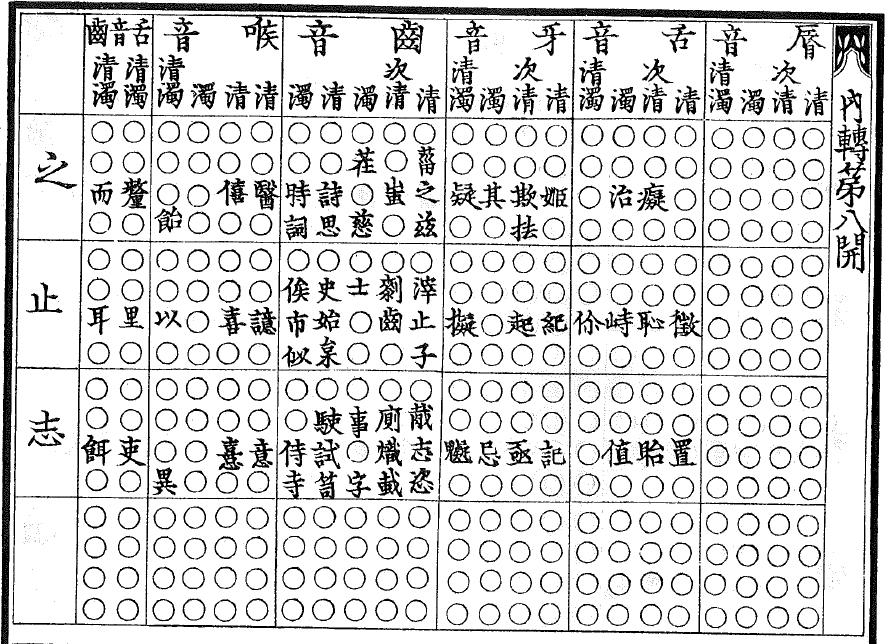 內轉第八開
脣音 舌音 牙音 齒音 喉音 舌音齒
次 清 次 清 次 清 次 清 清 清
清 清 濁 濁 清 清 濁 濁 清 清 濁 濁 清 清 濁 清 濁 清 清 濁 濁 濁 濁
菑 茬
之 癡 治 姬 欺 其 疑 之 蚩 詩 時 醫 僖 釐 而
抾 兹 慈 思 詞 飴
滓 士 史 俟
止 徵 恥 峙 伱 紀 起 擬 止 齒 始 市 譩 喜 以 里 耳
子 枲 似
胾 廁 事 駛
志 置 眙 值 記 亟 忌 志 熾 試 侍 意 憙 吏 餌
恣 蛓 字 笥 寺 異